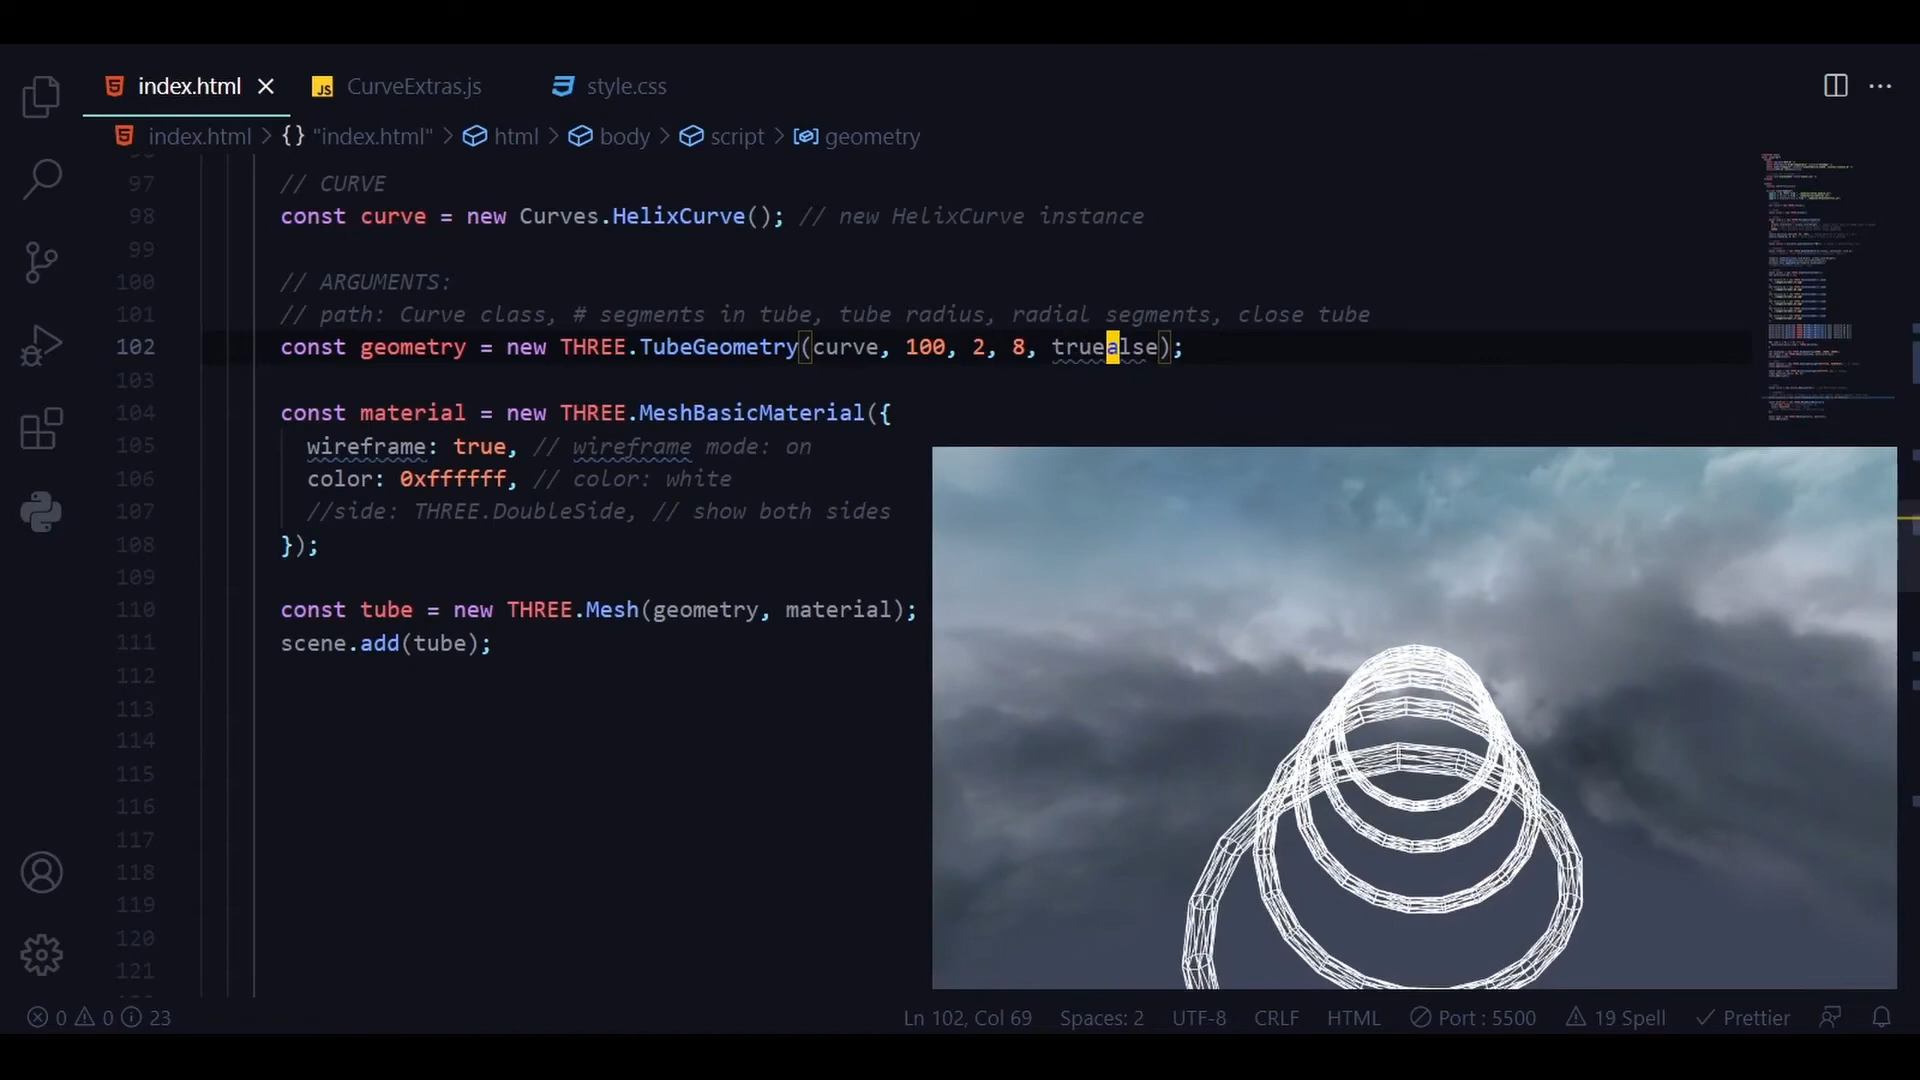 index.html
JS CurveExtras.js
style.css
index.html > {} "index.html" > html > body > script > geometry
97 // CURVE
98 const curve = new Curves.HelixCurve(); // new HelixCurve instance
99
100 // ARGUMENTS:
101 // path: Curve class, # segments in tube, tube radius, radial segments, close tube
102 const geometry = new THREE.TubeGeometry(curve, 100, 2, 8, truealse);
103
104 const material = new THREE.MeshBasicMaterial({
105 wireframe: true, // wireframe mode: on
106 color: 0xffffff, // color: white
107 //side: THREE.DoubleSide, // show both sides
108 });
109
110 const tube = new THREE.Mesh(geometry, material);
111 scene.add(tube);
112
113
114
115
116
117
118
119
120
121
0 0 23
Ln 102, Col 69 Spaces: 2 UTF-8 CRLF HTML Port : 5500 19 Spell Prettier